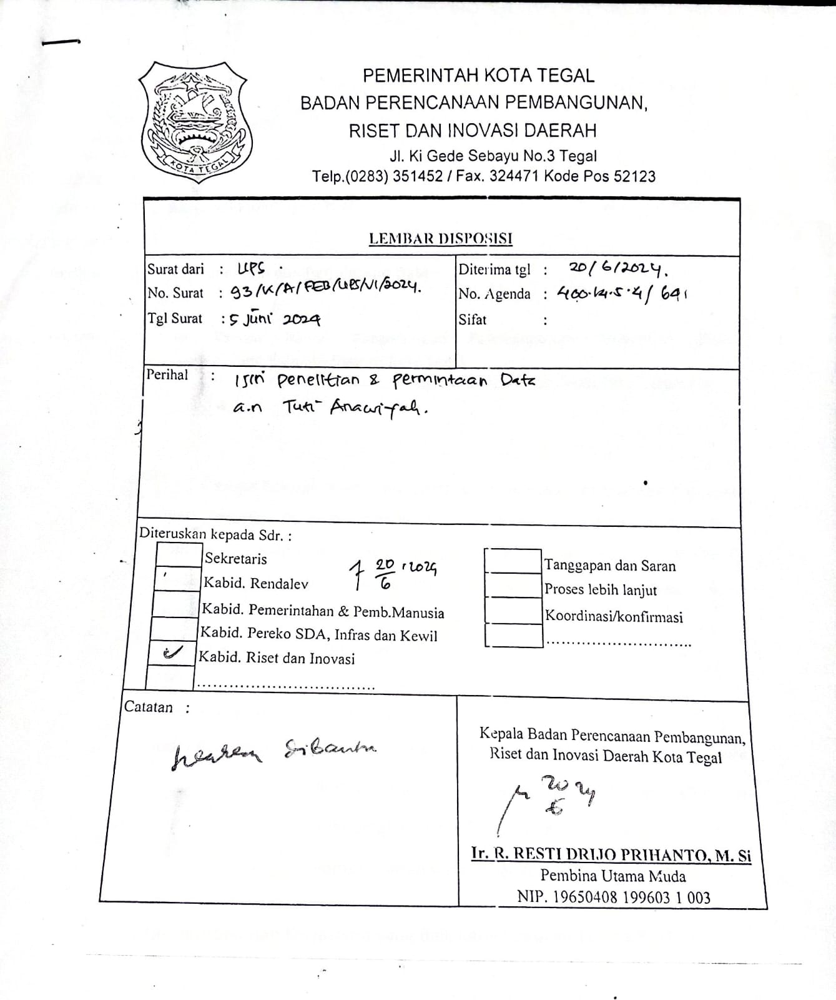 KOTA TEGAL
PEMERINTAH KOTA TEGAL
BADAN PERENCANAAN PEMBANGUNAN,
RISET DAN INOVASI DAERAH
Jl. Ki Gede Sebayu No.3 Tegal
Telp.(0283) 351452 / Fax. 324471 Kode Pos 52123
LEMBAR DISPOSISI
Surat dari : UPS
No. Surat : 93/K/A/FEB/UPS/VI/2024.
Tgl Surat : 5 Juni 2024
Diterima tgl : 20/6/2024.
No. Agenda : 400.14.5.4/ 641
Sifat :
Perihal : Izin penelitian & permintaan Data
a.n Tuti Anawiyah.
Diteruskan kepada Sdr. :
Sekretaris
Kabid. Rendalev
20/6 2024
Kabid. Pemerintahan & Pemb.Manusia
Kabid. Pereko SDA, Infras dan Kewil
Kabid. Riset dan Inovasi
Tanggapan dan Saran
Proses lebih lanjut
Koordinasi/konfirmasi
Catatan :
dibantu
Kepala Badan Perencanaan Pembangunan,
Riset dan Inovasi Daerah Kota Tegal
20/6 24
Ir. R. RESTI DRIJO PRIHANTO, M. Si
Pembina Utama Muda
NIP. 19650408 199603 1 003